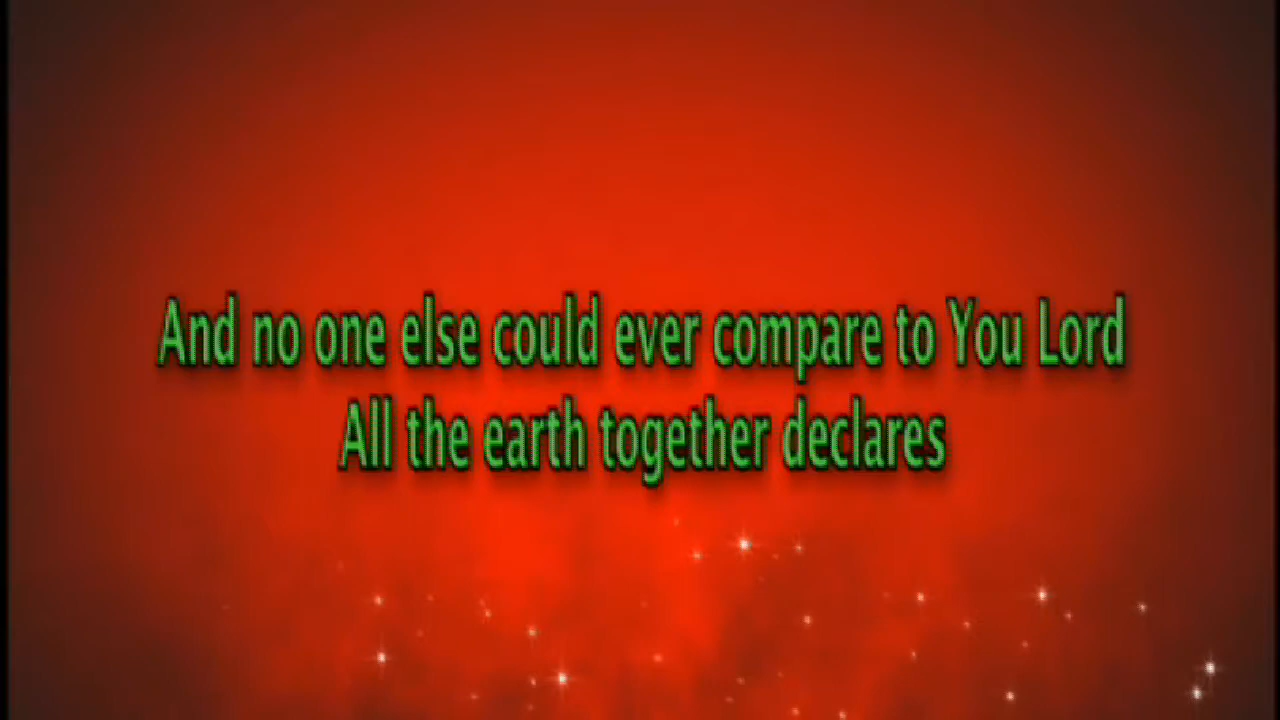 And no one else could ever compare to You Lord
All the earth together declares